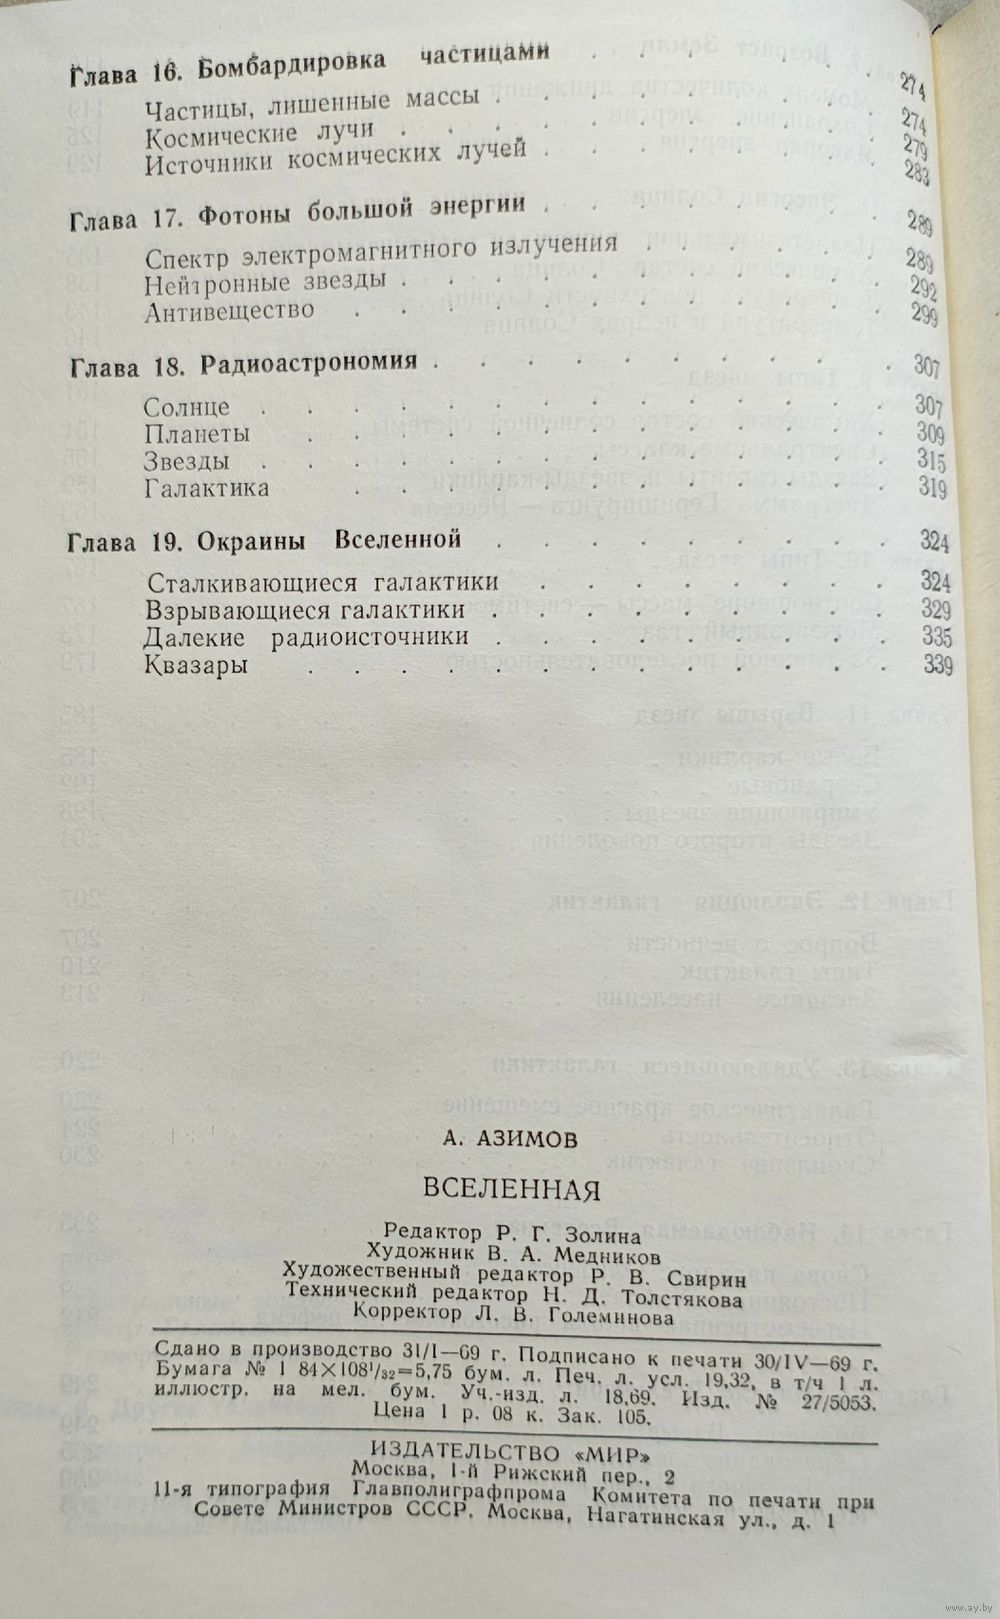 Глава 16. Бомбардировка частицами . . . . . . . 274
Частицы, лишенные массы . . . . . . . . . 274
Космические лучи . . . . . . . . . . . 279
Источники космических лучей . . . . . . . . 283
Глава 17. Фотоны большой энергии . . . . . . . . 289
Спектр электромагнитного излучения . . . . . . 289
Нейтронные звезды . . . . . . . . . . . 292
Антивещество . . . . . . . . . . . . 299
Глава 18. Радиоастрономия . . . . . . . . . . 307
Солнце . . . . . . . . . . . . . . 307
Планеты . . . . . . . . . . . . . 309
Звезды . . . . . . . . . . . . . . 315
Галактика . . . . . . . . . . . . 319
Глава 19. Окраины Вселенной . . . . . . . . . 324
Сталкивающиеся галактики . . . . . . . . 324
Взрывающиеся галактики . . . . . . . . . 329
Далекие радиоисточники . . . . . . . . . 335
Квазары . . . . . . . . . . . . . 339
А. АЗИМОВ
ВСЕЛЕННАЯ
Редактор Р. Г. Золина
Художник В. А. Медников
Художественный редактор Р. В. Свирин
Технический редактор Н. Д. Толстякова
Корректор Л. В. Големинова
Сдано в производство 31/I—69 г. Подписано к печати 30/IV—69 г.
Бумага № 1 84×108¹/₃₂=5,75 бум. л. Печ. л. усл. 19,32, в т/ч 1 л.
иллюстр. на мел. бум. Уч.-изд. л. 18,69. Изд. № 27/5053.
Цена 1 р. 08 к. Зак. 105.
ИЗДАТЕЛЬСТВО «МИР»
Москва, 1-й Рижский пер., 2
11-я типография Главполиграфпрома Комитета по печати при
Совете Министров СССР. Москва, Нагатинская ул., д. 1
www.ay.by